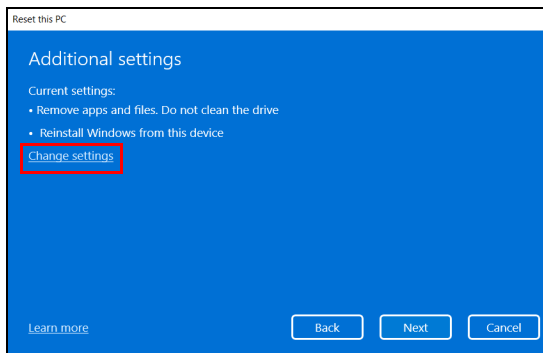 Reset this PC
Additional settings
Current settings:
• Remove apps and files. Do not clean the drive
• Reinstall Windows from this device
Change settings
Learn more
Back
Next
Cancel